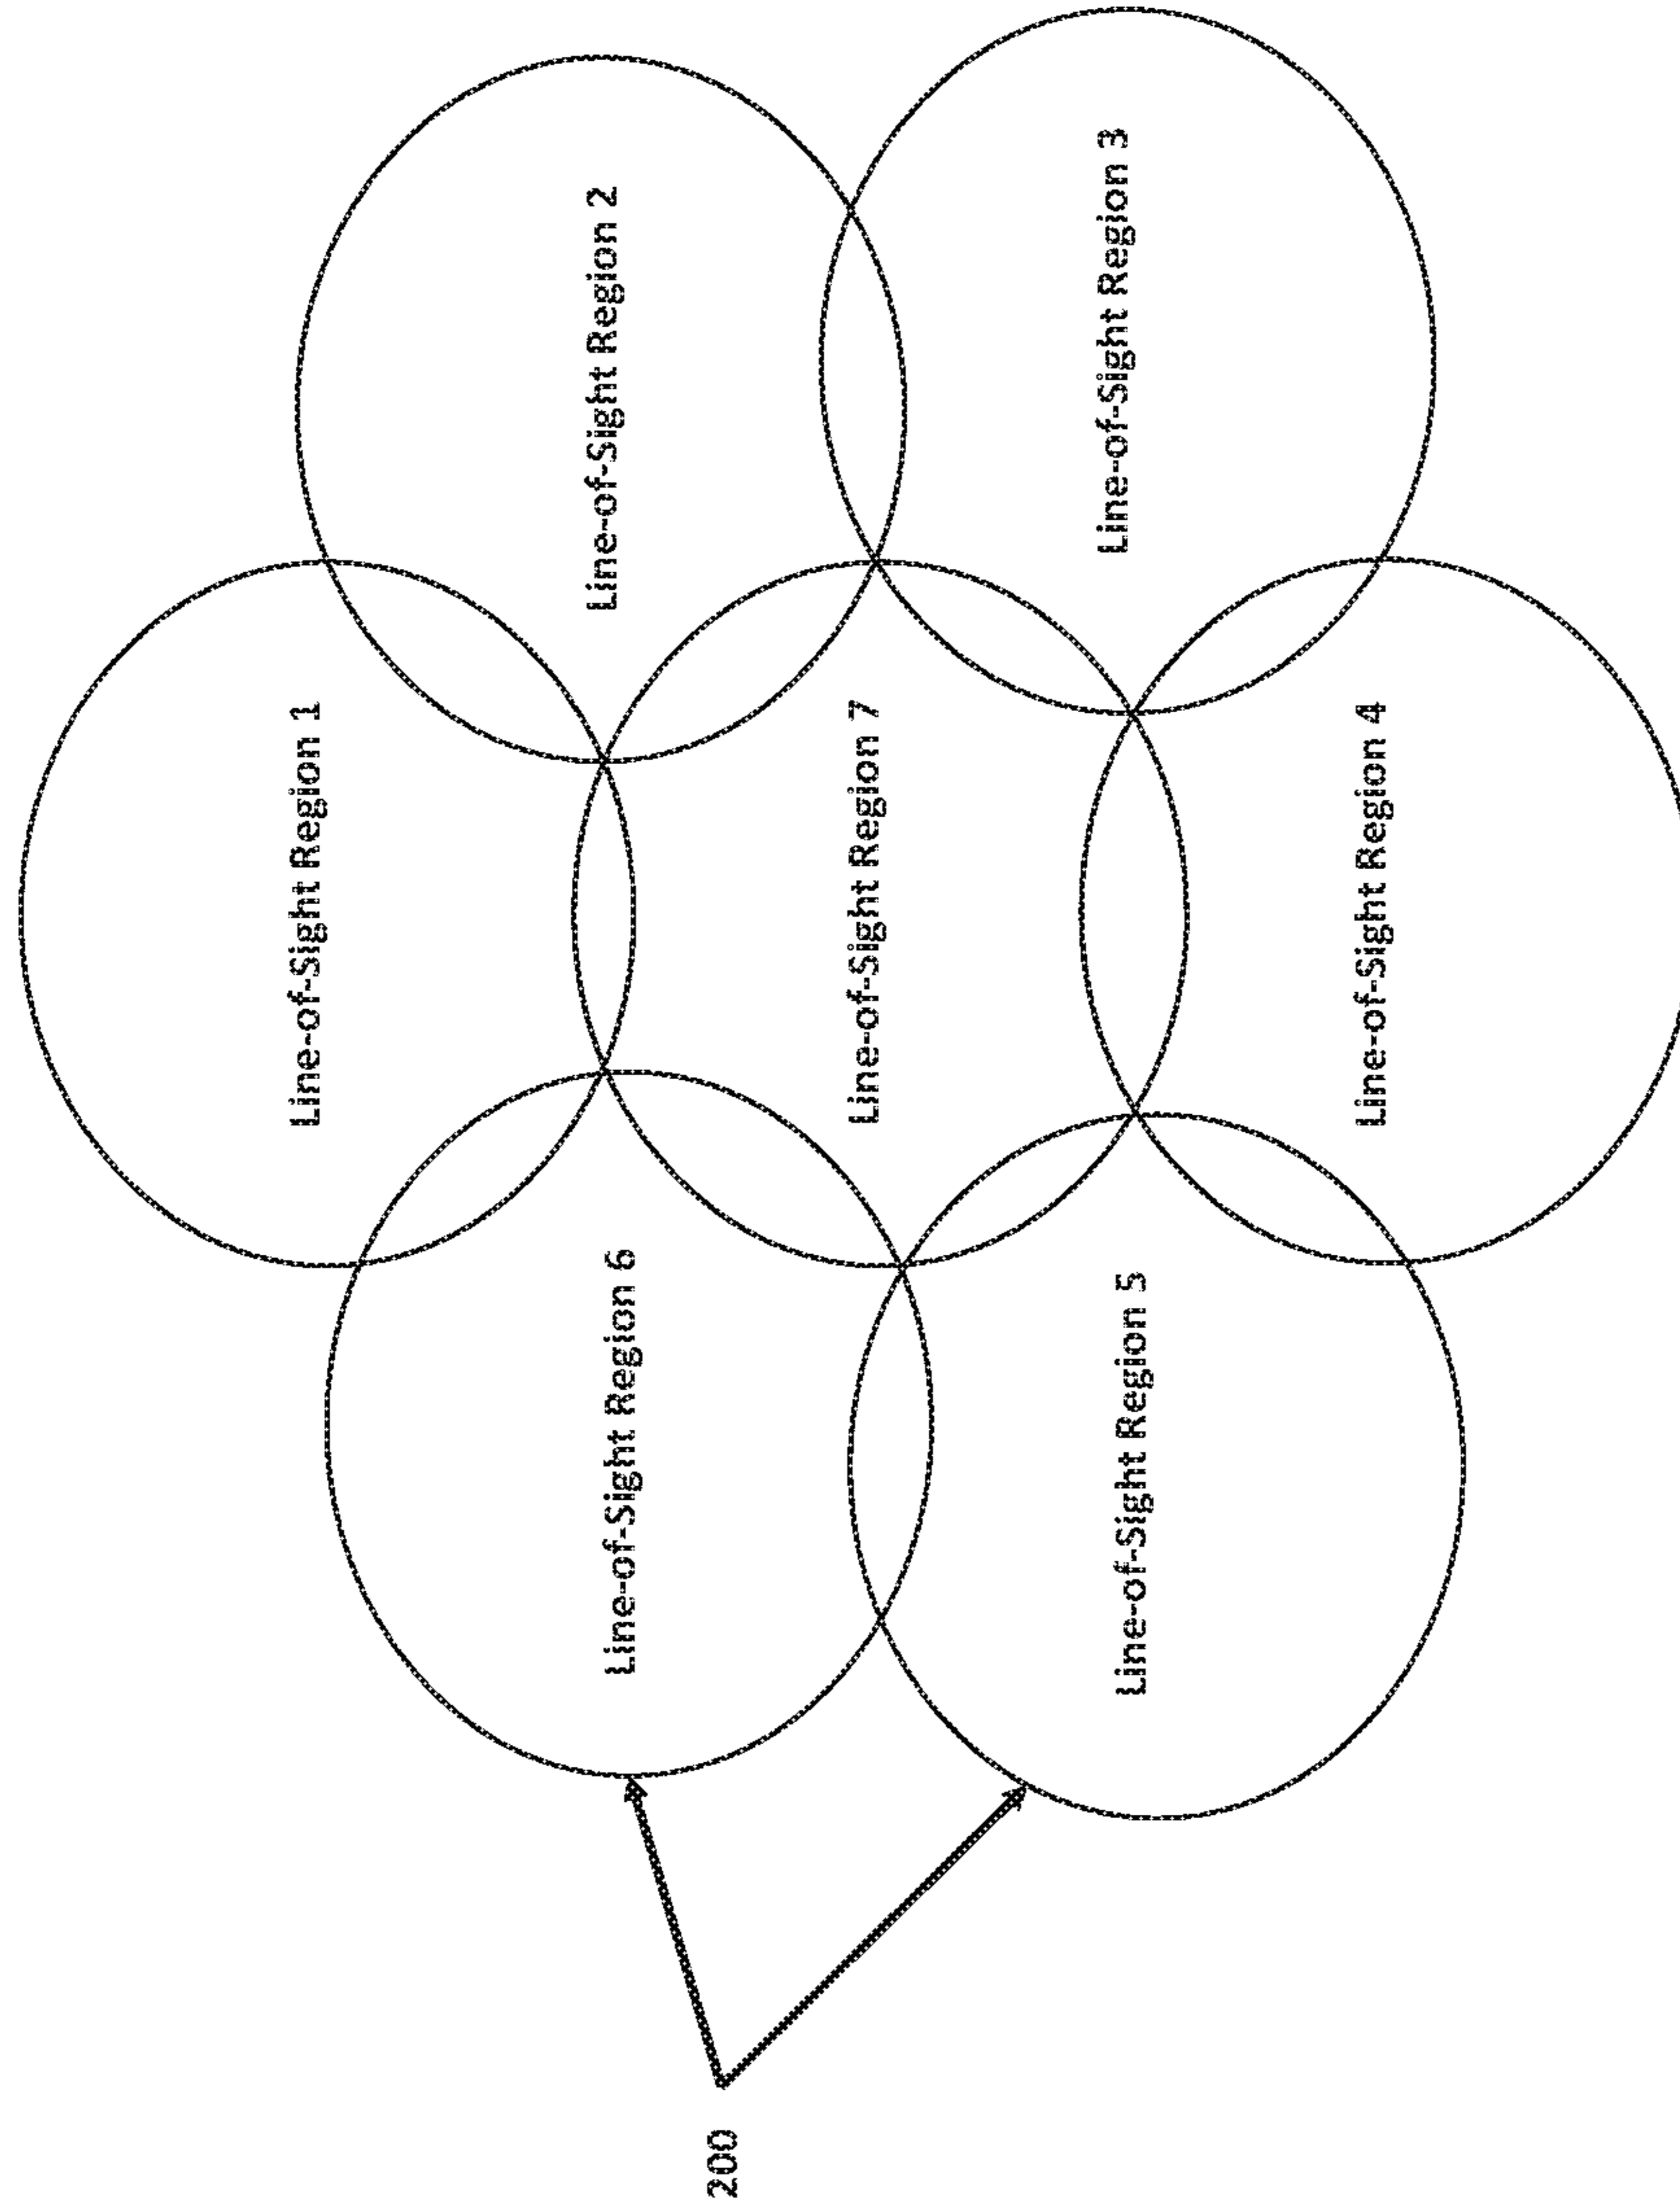 Line-of-Sight Region 1
Line-of-Sight Region 2
Line-of-Sight Region 3
Line-of-Sight Region 4
Line-of-Sight Region 5
Line-of-Sight Region 6
Line-of-Sight Region 7
200